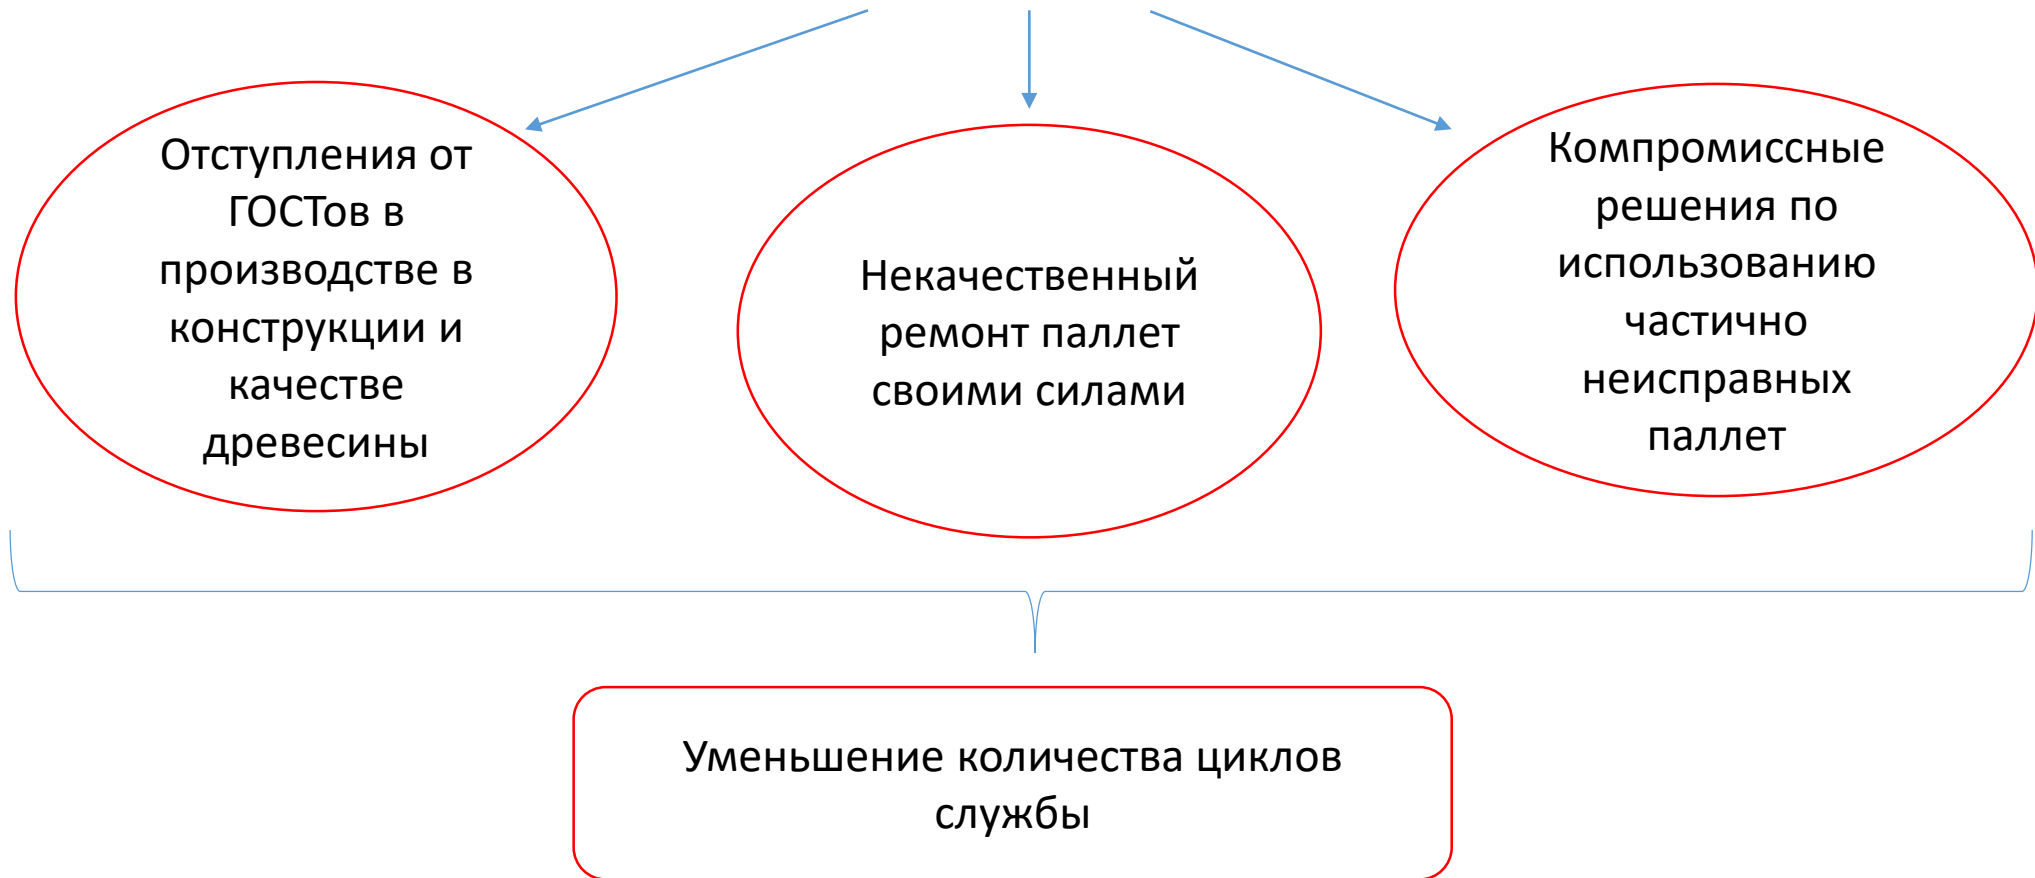 Отступления от
ГОСТов в
производстве в
конструкции и
качестве
древесины
Некачественный
ремонт паллет
своими силами
Компромиссные
решения по
использованию
частично
неисправных
паллет
Уменьшение количества циклов
службы